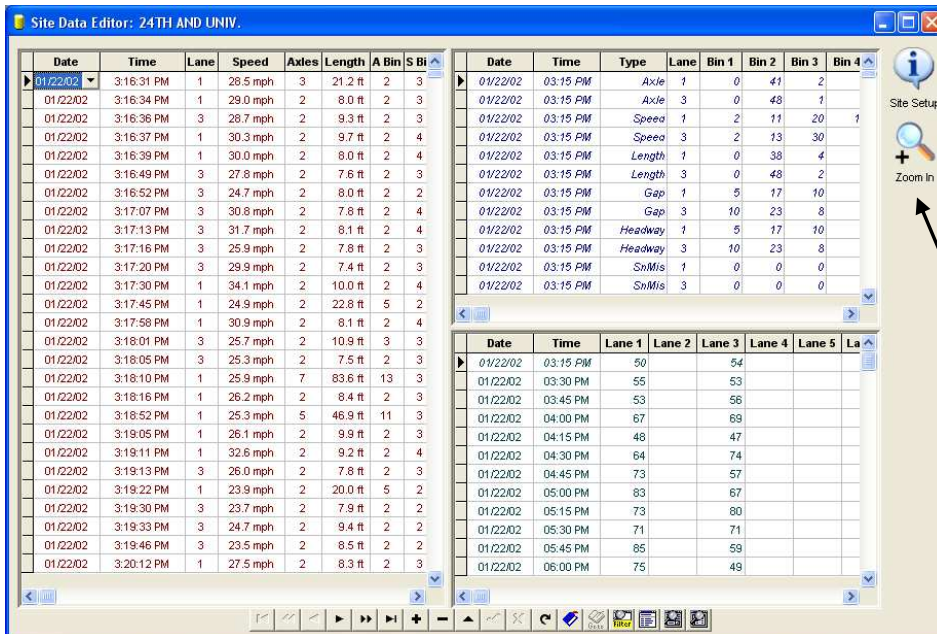 Site Data Editor: 24TH AND UNIV.
Date Time Lane Speed Axles Length A Bin S Bi
01/22/02 3:16:31 PM 1 28.5 mph 3 21.2 ft 2 3
01/22/02 3:16:34 PM 1 29.0 mph 2 8.0 ft 2 3
01/22/02 3:16:36 PM 3 28.7 mph 2 9.3 ft 2 3
01/22/02 3:16:37 PM 1 30.3 mph 2 9.7 ft 2 4
01/22/02 3:16:39 PM 1 30.0 mph 2 8.0 ft 2 4
01/22/02 3:16:49 PM 3 27.8 mph 2 7.6 ft 2 3
01/22/02 3:16:52 PM 3 24.7 mph 2 8.0 ft 2 2
01/22/02 3:17:07 PM 3 30.8 mph 2 7.8 ft 2 4
01/22/02 3:17:13 PM 3 31.7 mph 2 8.1 ft 2 4
01/22/02 3:17:16 PM 3 25.9 mph 2 7.8 ft 2 3
01/22/02 3:17:20 PM 3 29.9 mph 2 7.4 ft 2 3
01/22/02 3:17:30 PM 1 34.1 mph 2 10.0 ft 2 4
01/22/02 3:17:45 PM 1 24.9 mph 2 22.8 ft 5 2
01/22/02 3:17:58 PM 1 30.9 mph 2 8.1 ft 2 4
01/22/02 3:18:01 PM 3 25.7 mph 2 10.9 ft 3 3
01/22/02 3:18:05 PM 3 25.3 mph 2 7.5 ft 2 3
01/22/02 3:18:10 PM 1 25.9 mph 7 83.6 ft 13 3
01/22/02 3:18:16 PM 1 26.2 mph 2 8.4 ft 2 3
01/22/02 3:18:52 PM 1 25.3 mph 5 46.9 ft 11 3
01/22/02 3:19:05 PM 1 26.1 mph 2 9.9 ft 2 3
01/22/02 3:19:11 PM 1 32.6 mph 2 9.2 ft 2 4
01/22/02 3:19:13 PM 3 26.0 mph 2 7.8 ft 2 3
01/22/02 3:19:22 PM 1 23.9 mph 2 20.0 ft 5 2
01/22/02 3:19:30 PM 3 23.7 mph 2 7.9 ft 2 2
01/22/02 3:19:33 PM 3 24.7 mph 2 9.4 ft 2 2
01/22/02 3:19:46 PM 3 23.5 mph 2 8.5 ft 2 2
01/22/02 3:20:12 PM 1 27.5 mph 2 8.3 ft 2 3
Date Time Type Lane Bin 1 Bin 2 Bin 3 Bin 4
01/22/02 03:15 PM Axle 1 0 41 2
01/22/02 03:15 PM Axle 3 0 48 1
01/22/02 03:15 PM Speed 1 2 11 20 1
01/22/02 03:15 PM Speed 3 2 13 30
01/22/02 03:15 PM Length 1 0 38 4
01/22/02 03:15 PM Length 3 0 48 2
01/22/02 03:15 PM Gap 1 5 17 10
01/22/02 03:15 PM Gap 3 10 23 8
01/22/02 03:15 PM Headway 1 5 17 10
01/22/02 03:15 PM Headway 3 10 23 8
01/22/02 03:15 PM SnMis 1 0 0 0
01/22/02 03:15 PM SnMis 3 0 0 0
Date Time Lane 1 Lane 2 Lane 3 Lane 4 Lane 5 La
01/22/02 03:15 PM 50 54
01/22/02 03:30 PM 55 53
01/22/02 03:45 PM 53 56
01/22/02 04:00 PM 67 69
01/22/02 04:15 PM 48 47
01/22/02 04:30 PM 64 74
01/22/02 04:45 PM 73 57
01/22/02 05:00 PM 83 67
01/22/02 05:15 PM 73 80
01/22/02 05:30 PM 71 71
01/22/02 05:45 PM 85 59
01/22/02 06:00 PM 75 49
Site Setup
Zoom In
Filter